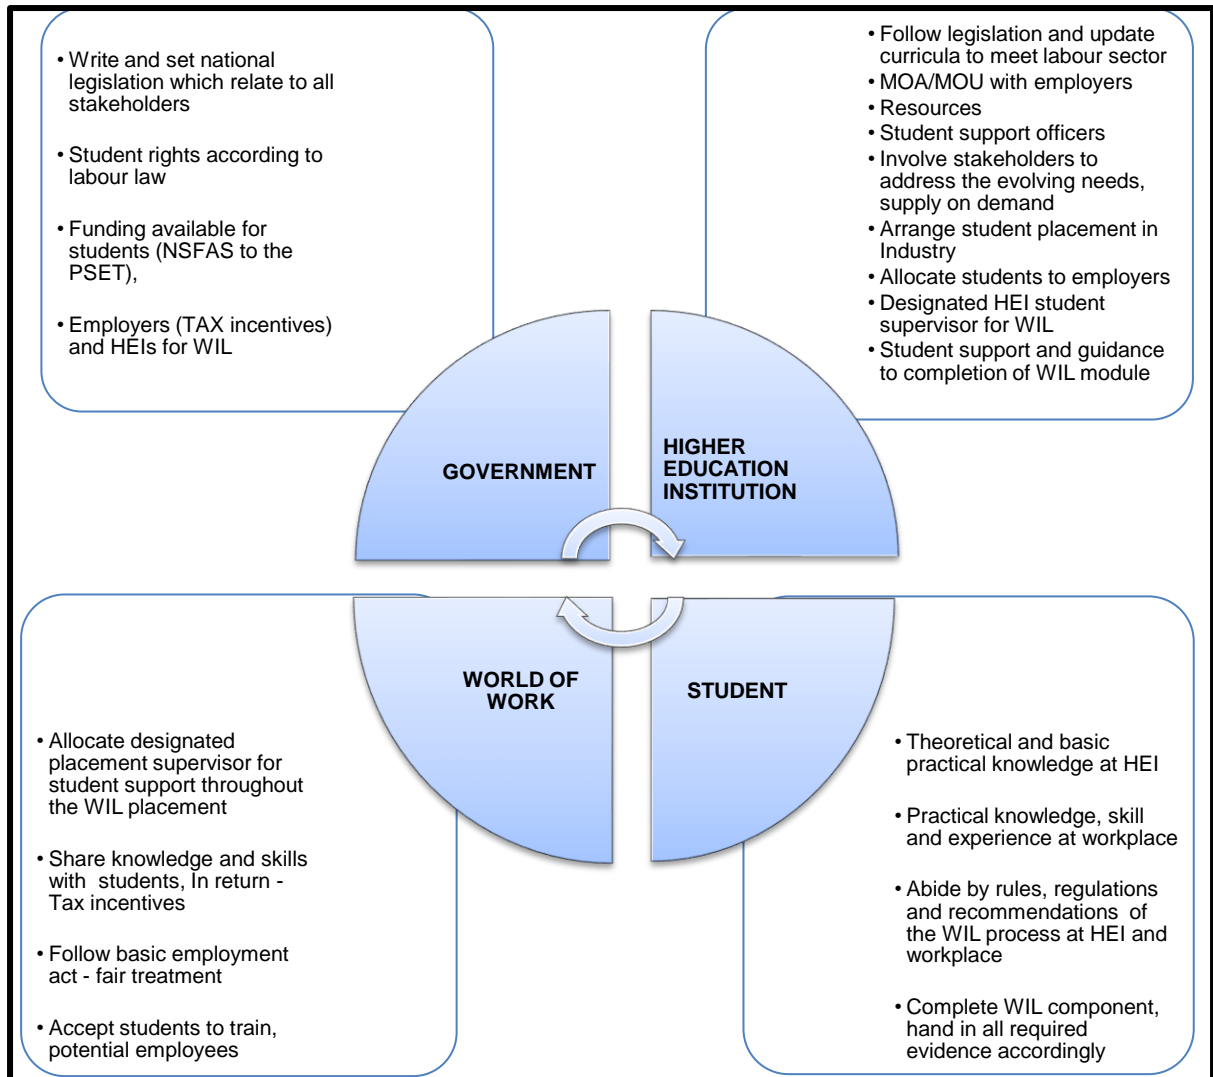 • Write and set national
legislation which relate to all
stakeholders
• Student rights according to
labour law
• Funding available for
students (NSFAS to the
PSET),
• Employers (TAX incentives)
and HEIs for WIL
• Follow legislation and update
curricula to meet labour sector
• MOA/MOU with employers
• Resources
• Student support officers
• Involve stakeholders to
address the evolving needs,
supply on demand
• Arrange student placement in
Industry
• Allocate students to employers
• Designated HEI student
supervisor for WIL
• Student support and guidance
to completion of WIL module
GOVERNMENT
HIGHER
EDUCATION
INSTITUTION
WORLD OF
WORK
STUDENT
• Allocate designated
placement supervisor for
student support throughout
the WIL placement
• Share knowledge and skills
with students, In return -
Tax incentives
• Follow basic employment
act - fair treatment
• Accept students to train,
potential employees
• Theoretical and basic
practical knowledge at HEI
• Practical knowledge, skill
and experience at workplace
• Abide by rules, regulations
and recommendations of
the WIL process at HEI and
workplace
• Complete WIL component,
hand in all required
evidence accordingly